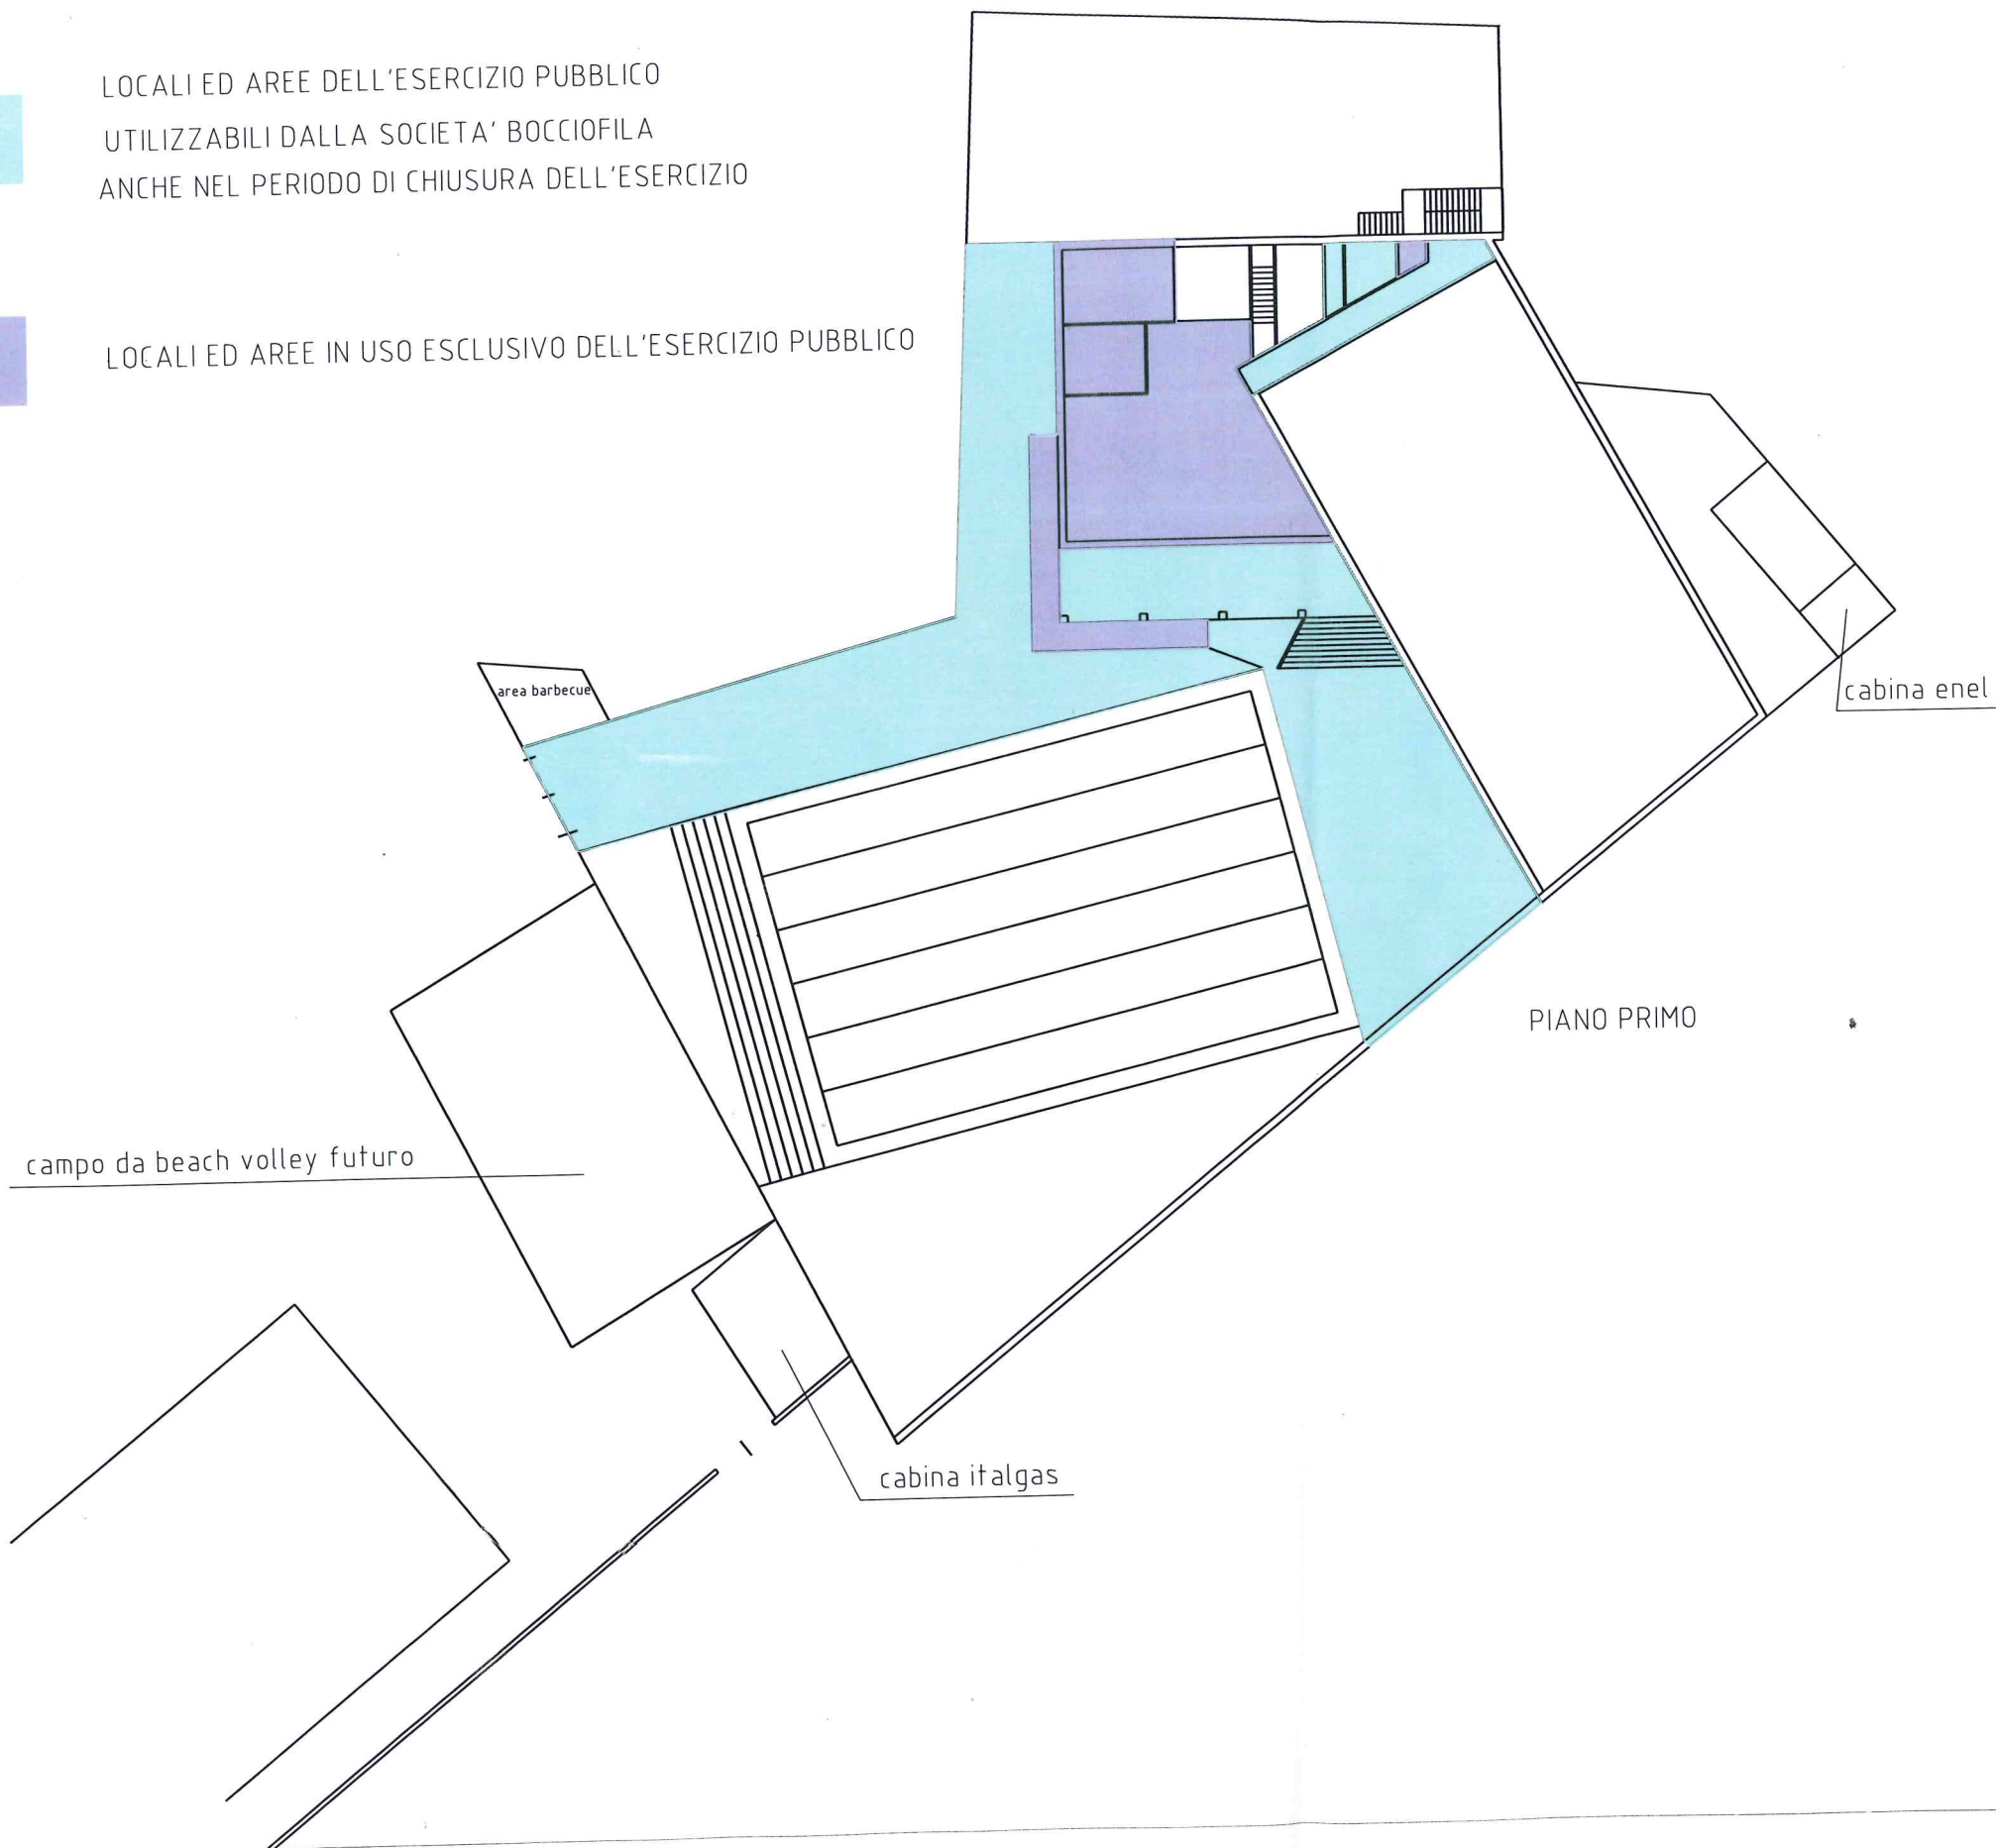 LOCALI ED AREE DELL'ESERCIZIO PUBBLICO
UTILIZZABILI DALLA SOCIETA' BOCCIOFILA
ANCHE NEL PERIODO DI CHIUSURA DELL'ESERCIZIO
LOCALI ED AREE IN USO ESCLUSIVO DELL'ESERCIZIO PUBBLICO
area barbecue
cabina enel
PIANO PRIMO
campo da beach volley futuro
cabina italgas